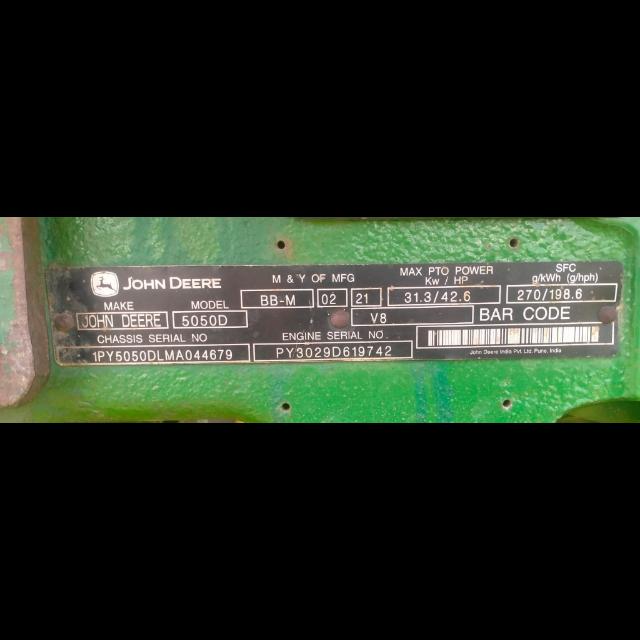 JOHN DEERE
M & Y OF MFG
MAX PTO POWER
Kw / HP
SFC
g/kWh (g/hph)
BB-M 02 21
31.3/42.6
270/198.6
MAKE MODEL
JOHN DEERE 5050D
V8
BAR CODE
CHASSIS SERIAL NO
ENGINE SERIAL NO.
1PY5050DLMA044679
PY3029D619742
John Deere India Pvt. Ltd. Pune, India